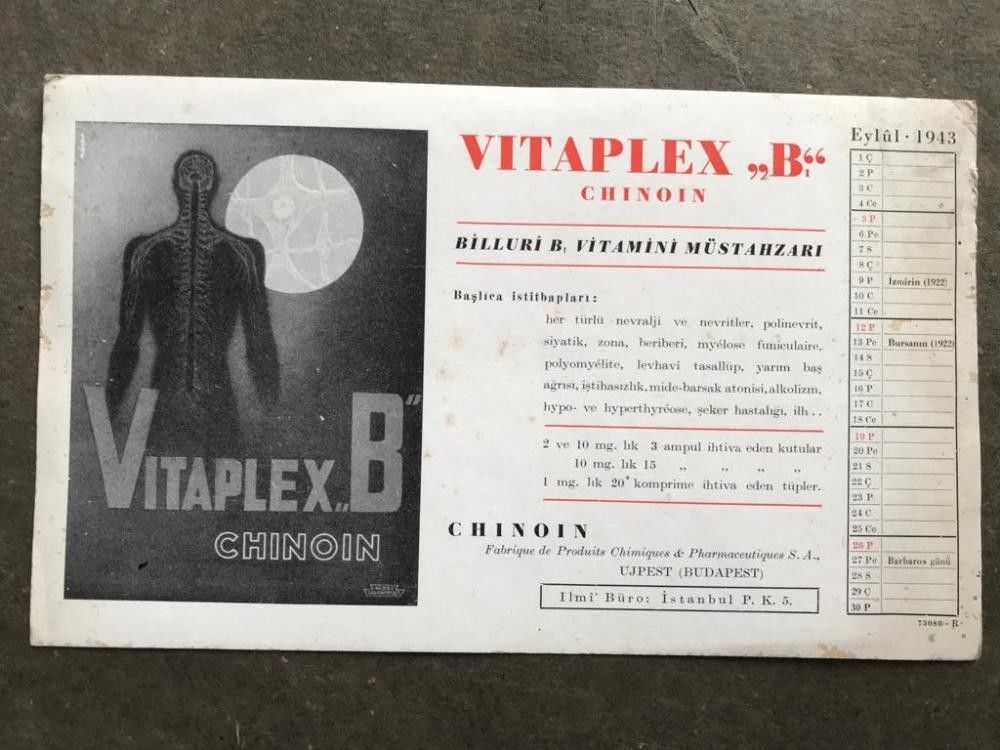 VITAPLEX „B"
CHINOIN
VITAPLEX „B₁“
CHINOIN
BİLLURÎ B₁ VİTAMİNİ MÜSTAHZARI
Başlıca istitbapları:
her türlü nevralji ve nevritler, polinevrit,
siyatik, zona, beriberi, myélose funiculaire,
polyomyélite, levhavî tasallüp, yarım baş
ağrısı, iştihasızlık, mide-barsak atonisi, alkolizm,
hypo- ve hyperthyréose, şeker hastalığı, ilh..
2 ve 10 mg. lık 3 ampul ihtiva eden kutular
10 mg. lık 15 „ „ „ „
1 mg. lık 20 komprime ihtiva eden tüpler.
CHINOIN
Fabrique de Produits Chimiques & Pharmaceutiques S. A.,
UJPEST (BUDAPEST)
Ilmî Büro: İstanbul P. K. 5.
Eylûl · 1943
1 Ç
2 P
3 C
4 Ce
5 P
6 Pe
7 S
8 Ç
9 P İzmirin (1922)
10 C
11 Ce
12 P
13 Pe Bursanın (1922)
14 S
15 Ç
16 P
17 C
18 Ce
19 P
20 Pe
21 S
22 Ç
23 P
24 C
25 Ce
26 P
27 Pe Barbaros günü
28 S
29 Ç
30 P
73080-R